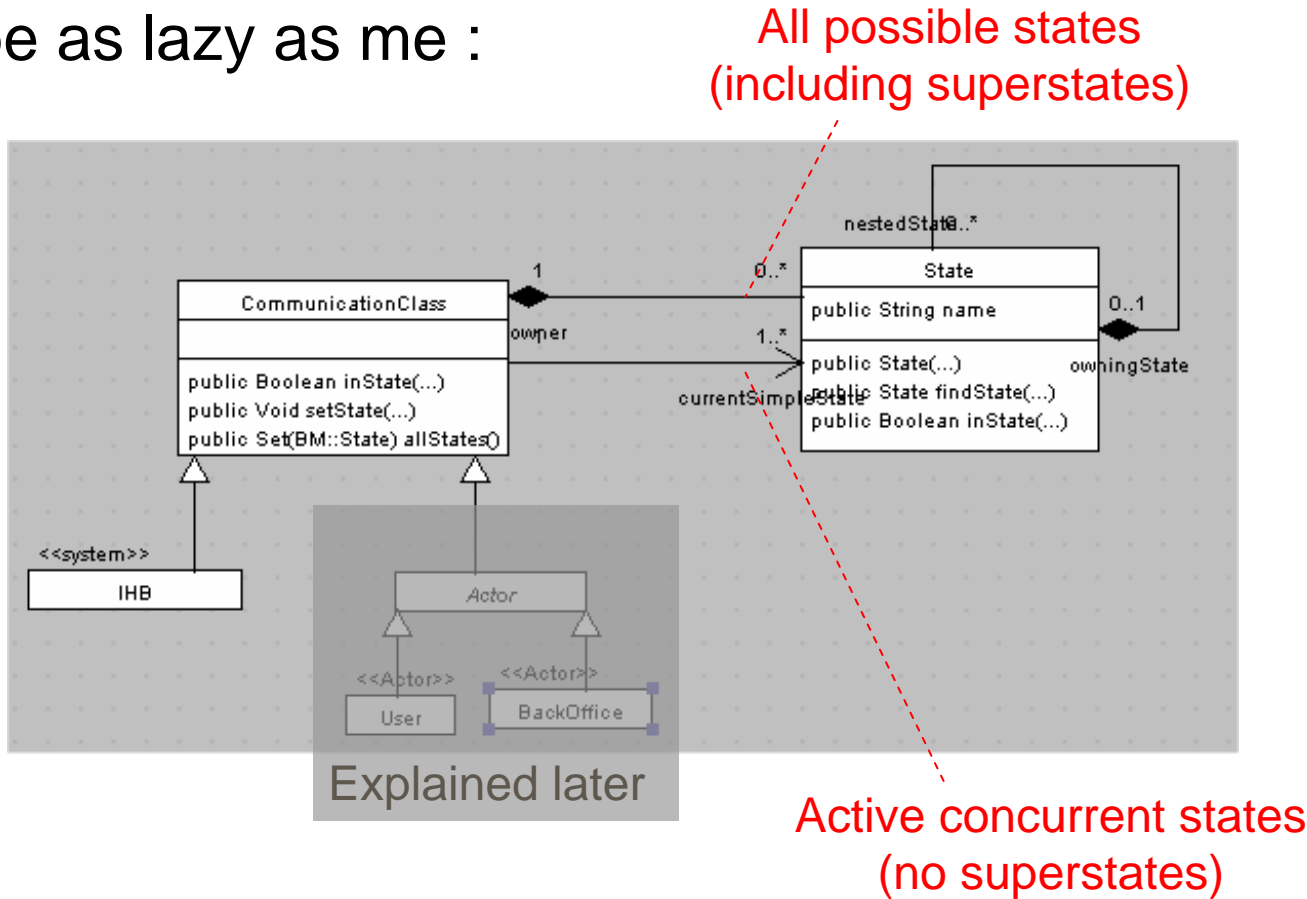 be as lazy as me :
All possible states
(including superstates)
nestedState
0..*
1
0..*
State
CommunicationClass
public String name
0..1
owner
1..*
public Boolean inState(...)
public Void setState(...)
public Set(BM::State) allStates()
public State(...)
owningState
currentSimpleState
public State findState(...)
public Boolean inState(...)
<<system>>
IHB
Actor
<<Actor>>
<<Actor>>
User
BackOffice
Explained later
Active concurrent states
(no superstates)